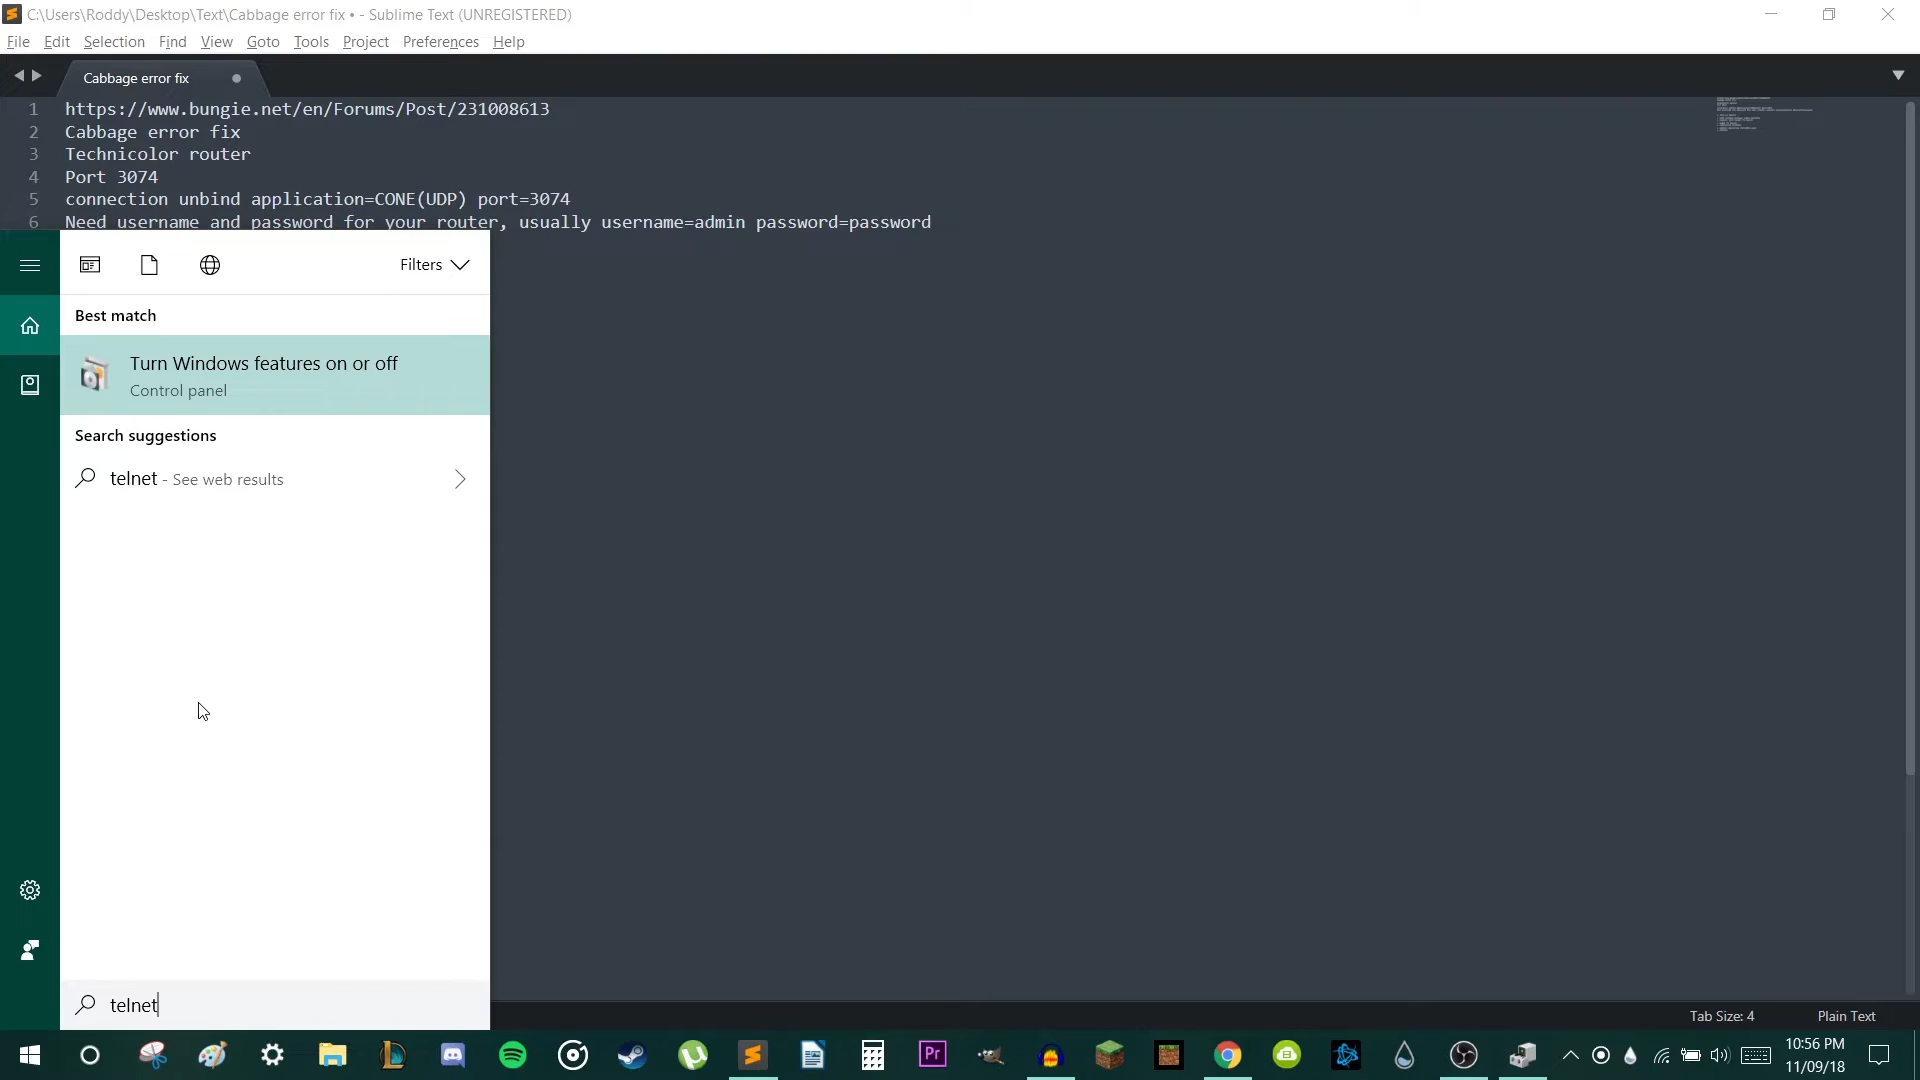 C:\Users\Roddy\Desktop\Text\Cabbage error fix • - Sublime Text (UNREGISTERED)
File Edit Selection Find View Goto Tools Project Preferences Help
Cabbage error fix
1 https://www.bungie.net/en/Forums/Post/231008613
2 Cabbage error fix
3 Technicolor router
4 Port 3074
5 connection unbind application=CONE(UDP) port=3074
6 Need username and password for your router, usually username=admin password=password
Filters
Best match
Turn Windows features on or off
Control panel
Search suggestions
telnet - See web results
telnet
Tab Size: 4 Plain Text
Pr
10:56 PM
11/09/18